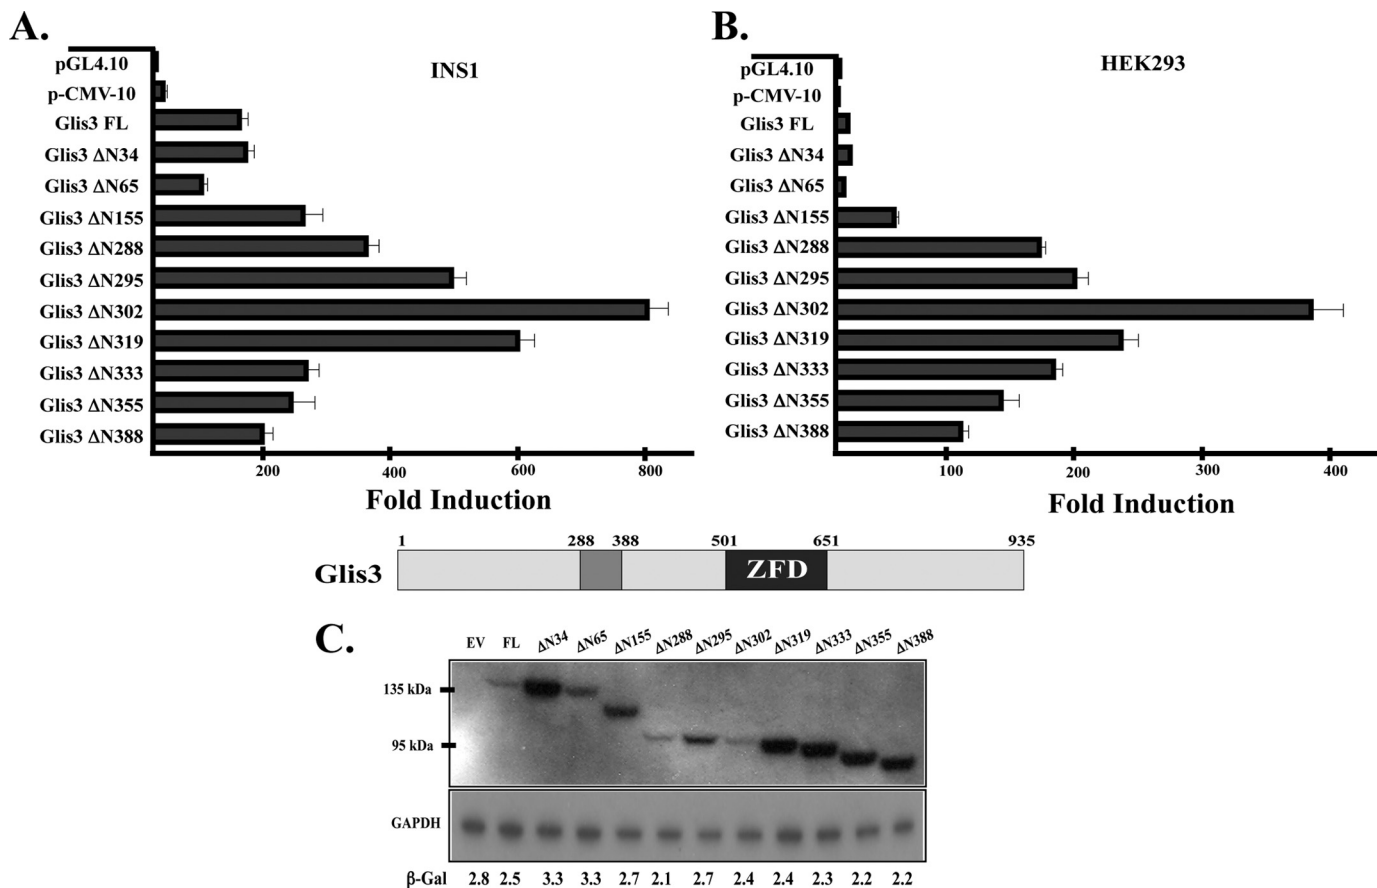 A.
INS1
pGL4.10
p-CMV-10
Glis3 FL
Glis3 ΔN34
Glis3 ΔN65
Glis3 ΔN155
Glis3 ΔN288
Glis3 ΔN295
Glis3 ΔN302
Glis3 ΔN319
Glis3 ΔN333
Glis3 ΔN355
Glis3 ΔN388
200 400 600 800
Fold Induction
B.
HEK293
pGL4.10
p-CMV-10
Glis3 FL
Glis3 ΔN34
Glis3 ΔN65
Glis3 ΔN155
Glis3 ΔN288
Glis3 ΔN295
Glis3 ΔN302
Glis3 ΔN319
Glis3 ΔN333
Glis3 ΔN355
Glis3 ΔN388
100 200 300 400
Fold Induction
1 288 388 501 651 935
Glis3 ZFD
C.
EV FL ΔN34 ΔN65 ΔN155 ΔN288 ΔN295 ΔN302 ΔN319 ΔN333 ΔN355 ΔN388
135 kDa
95 kDa
GAPDH
β-Gal 2.8 2.5 3.3 3.3 2.7 2.1 2.7 2.4 2.4 2.3 2.2 2.2